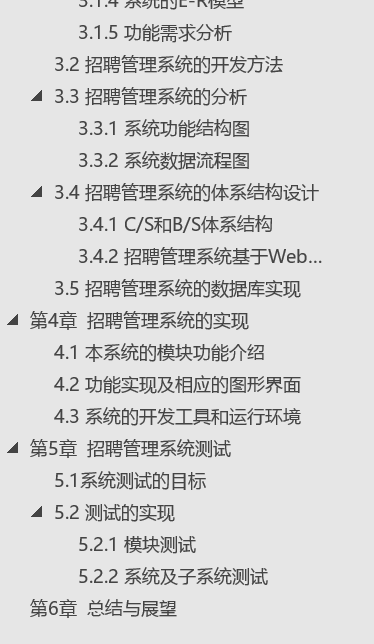 3.1.4 系统的E-R模型
3.1.5 功能需求分析
3.2 招聘管理系统的开发方法
3.3 招聘管理系统的分析
3.3.1 系统功能结构图
3.3.2 系统数据流程图
3.4 招聘管理系统的体系结构设计
3.4.1 C/S和B/S体系结构
3.4.2 招聘管理系统基于Web...
3.5 招聘管理系统的数据库实现
第4章 招聘管理系统的实现
4.1 本系统的模块功能介绍
4.2 功能实现及相应的图形界面
4.3 系统的开发工具和运行环境
第5章 招聘管理系统测试
5.1系统测试的目标
5.2 测试的实现
5.2.1 模块测试
5.2.2 系统及子系统测试
第6章 总结与展望